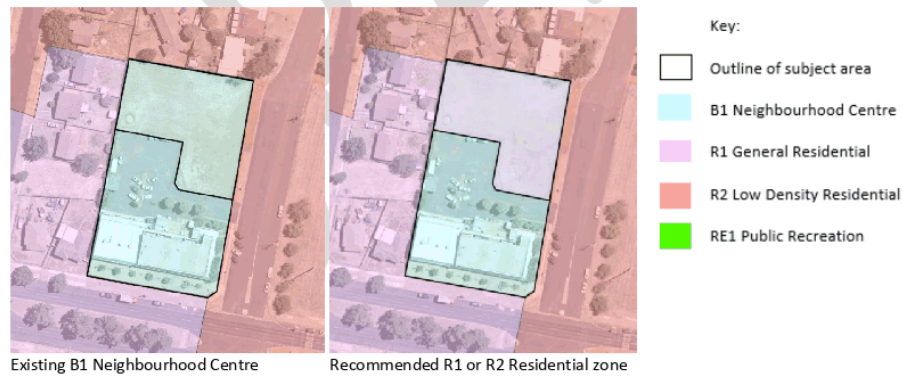 Key:
Outline of subject area
B1 Neighbourhood Centre
R1 General Residential
R2 Low Density Residential
RE1 Public Recreation
Existing B1 Neighbourhood Centre
Recommended R1 or R2 Residential zone